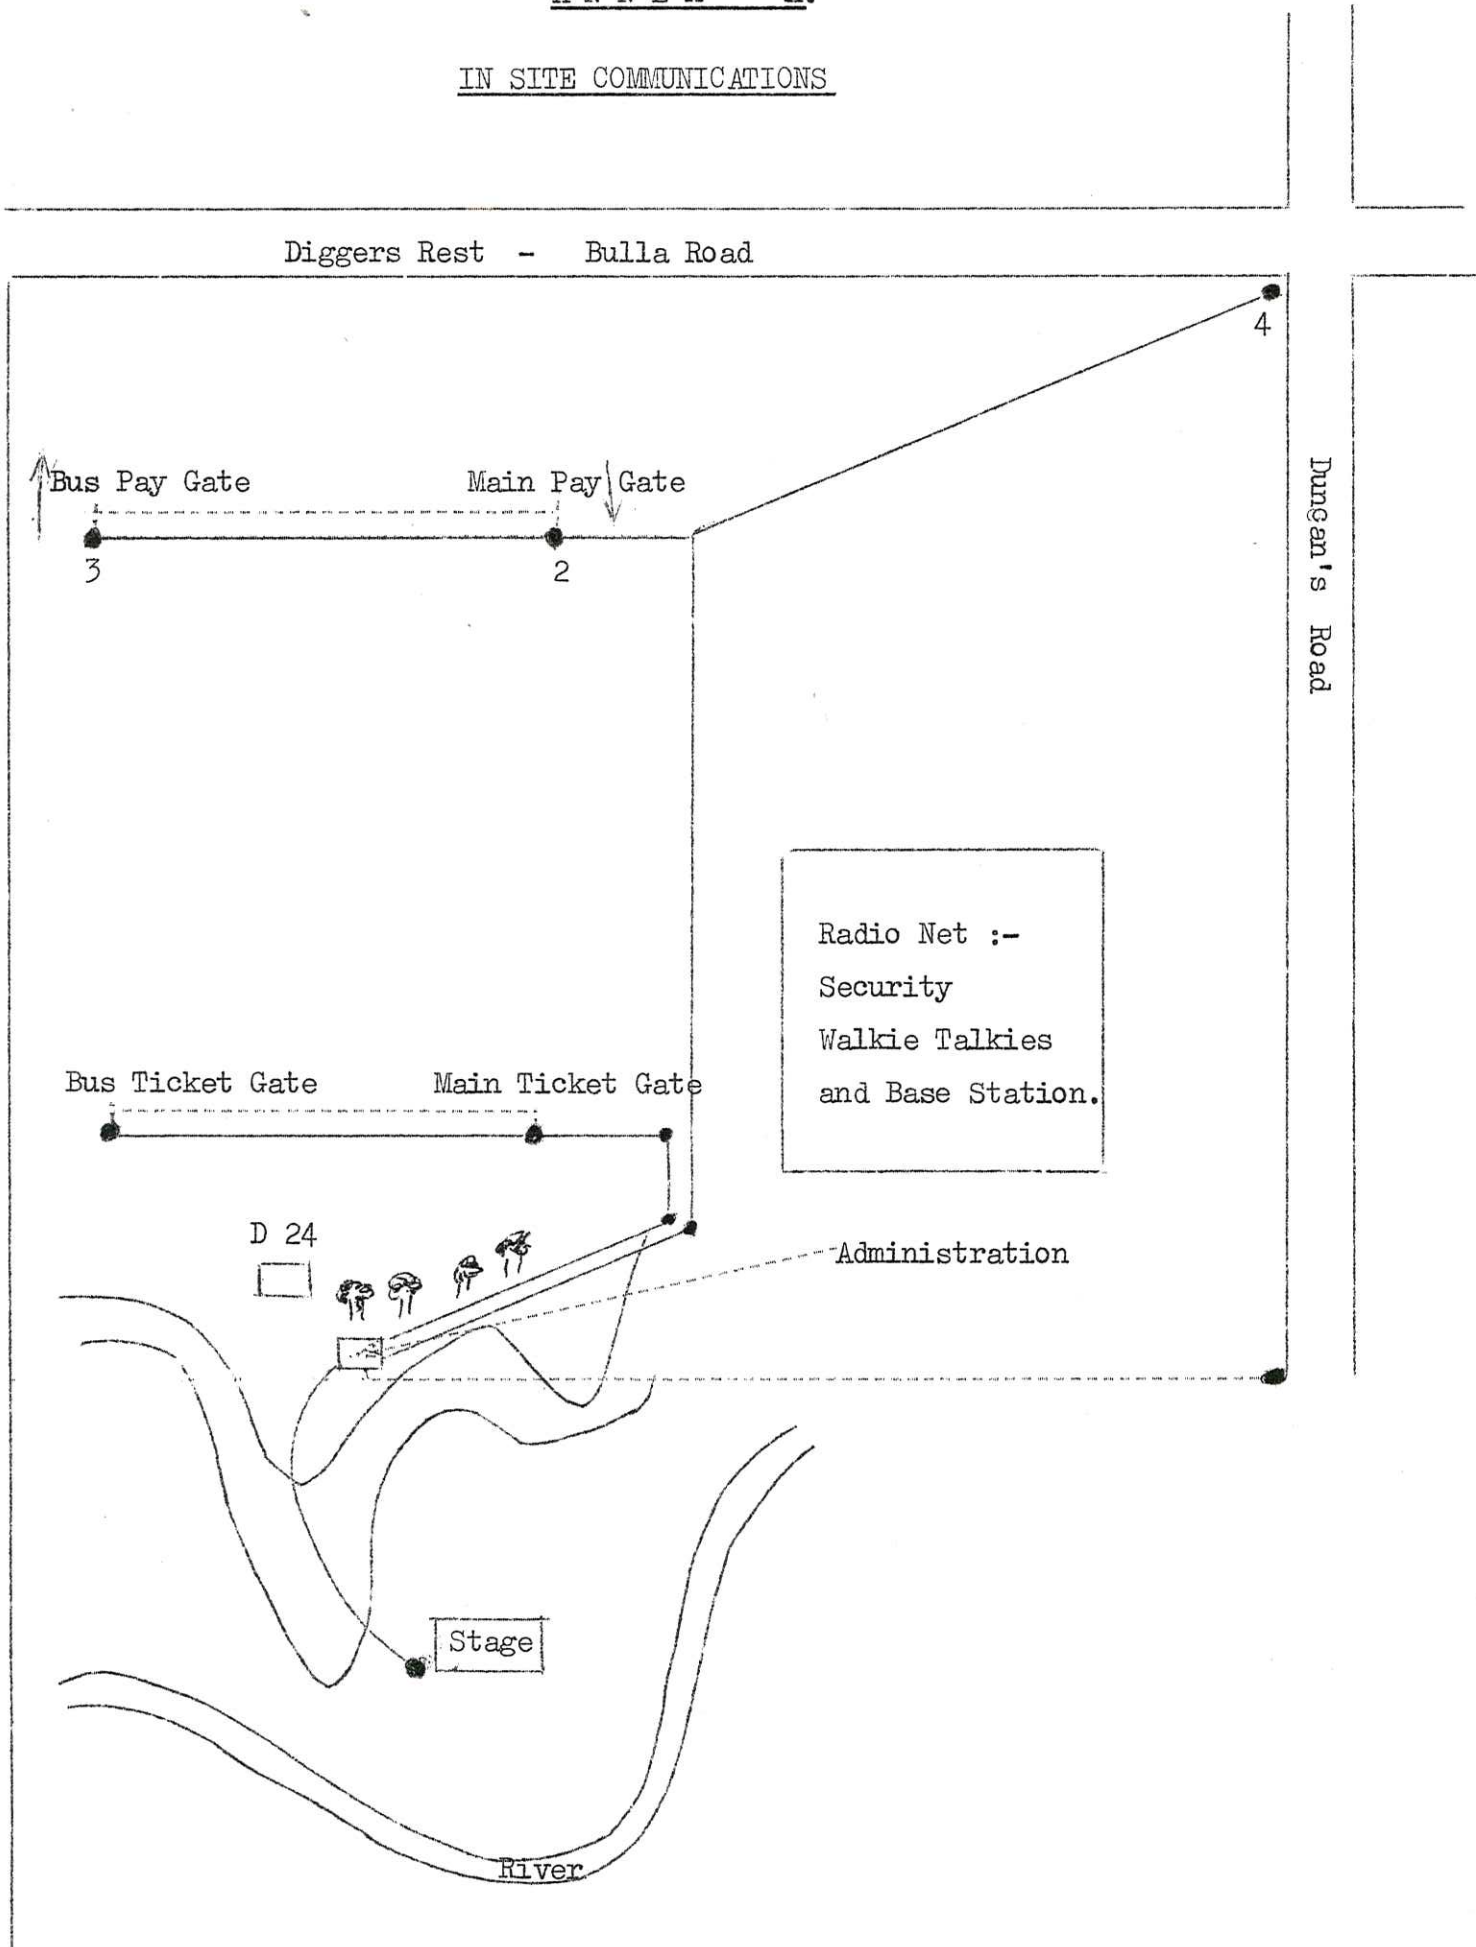 IN SITE COMMUNICATIONS
Diggers Rest - Bulla Road
4
Bus Pay Gate
Main Pay Gate
3
2
Duncan's Road
Radio Net :-
Security
Walkie Talkies
and Base Station.
Bus Ticket Gate
Main Ticket Gate
D 24
Administration
Stage
River